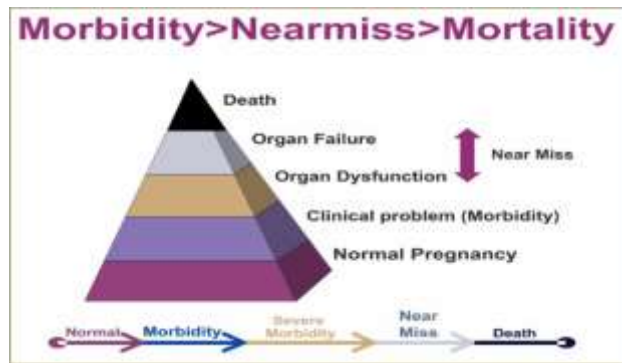 Morbidity>Nearmiss>Mortality
Death
Organ Failure
Near Miss
Organ Dysfunction
Clinical problem (Morbidity)
Normal Pregnancy
Normal
Morbidity
Severe
Morbidity
Near
Miss
Death